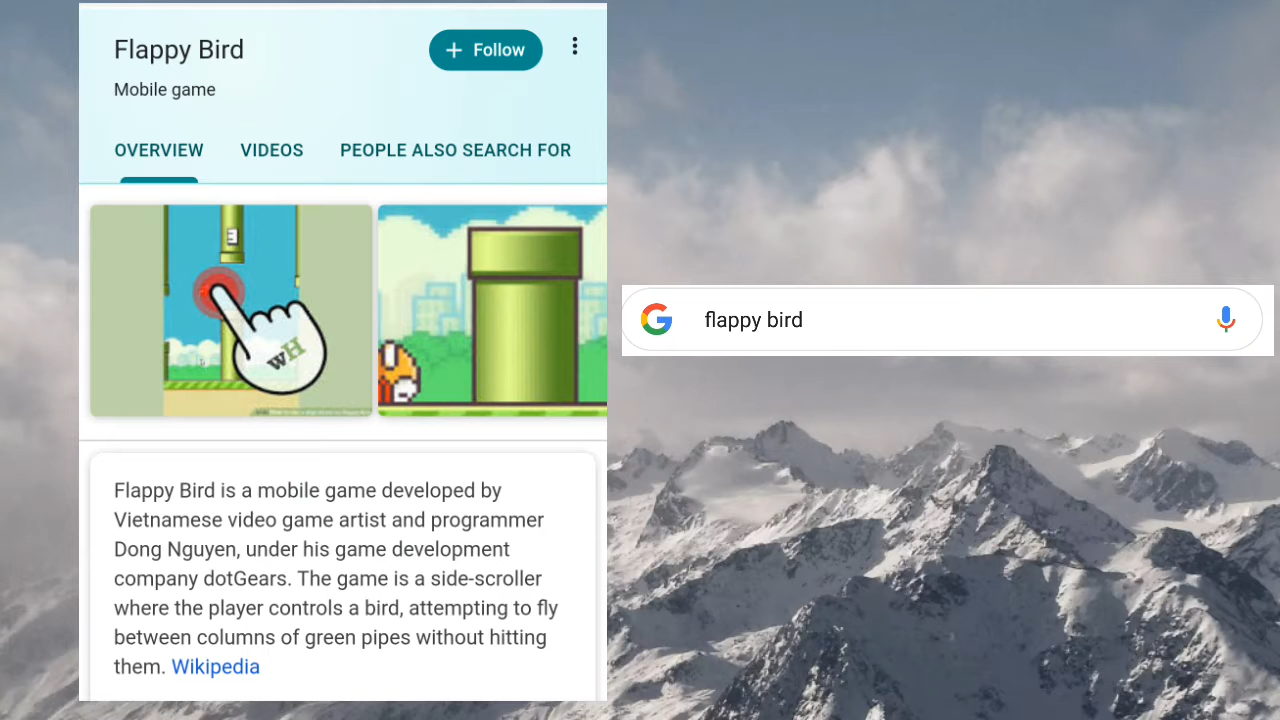 Flappy Bird
+ Follow
Mobile game
OVERVIEW VIDEOS PEOPLE ALSO SEARCH FOR
wH
Flappy Bird is a mobile game developed by
Vietnamese video game artist and programmer
Dong Nguyen, under his game development
company dotGears. The game is a side-scroller
where the player controls a bird, attempting to fly
between columns of green pipes without hitting
them. Wikipedia
flappy bird